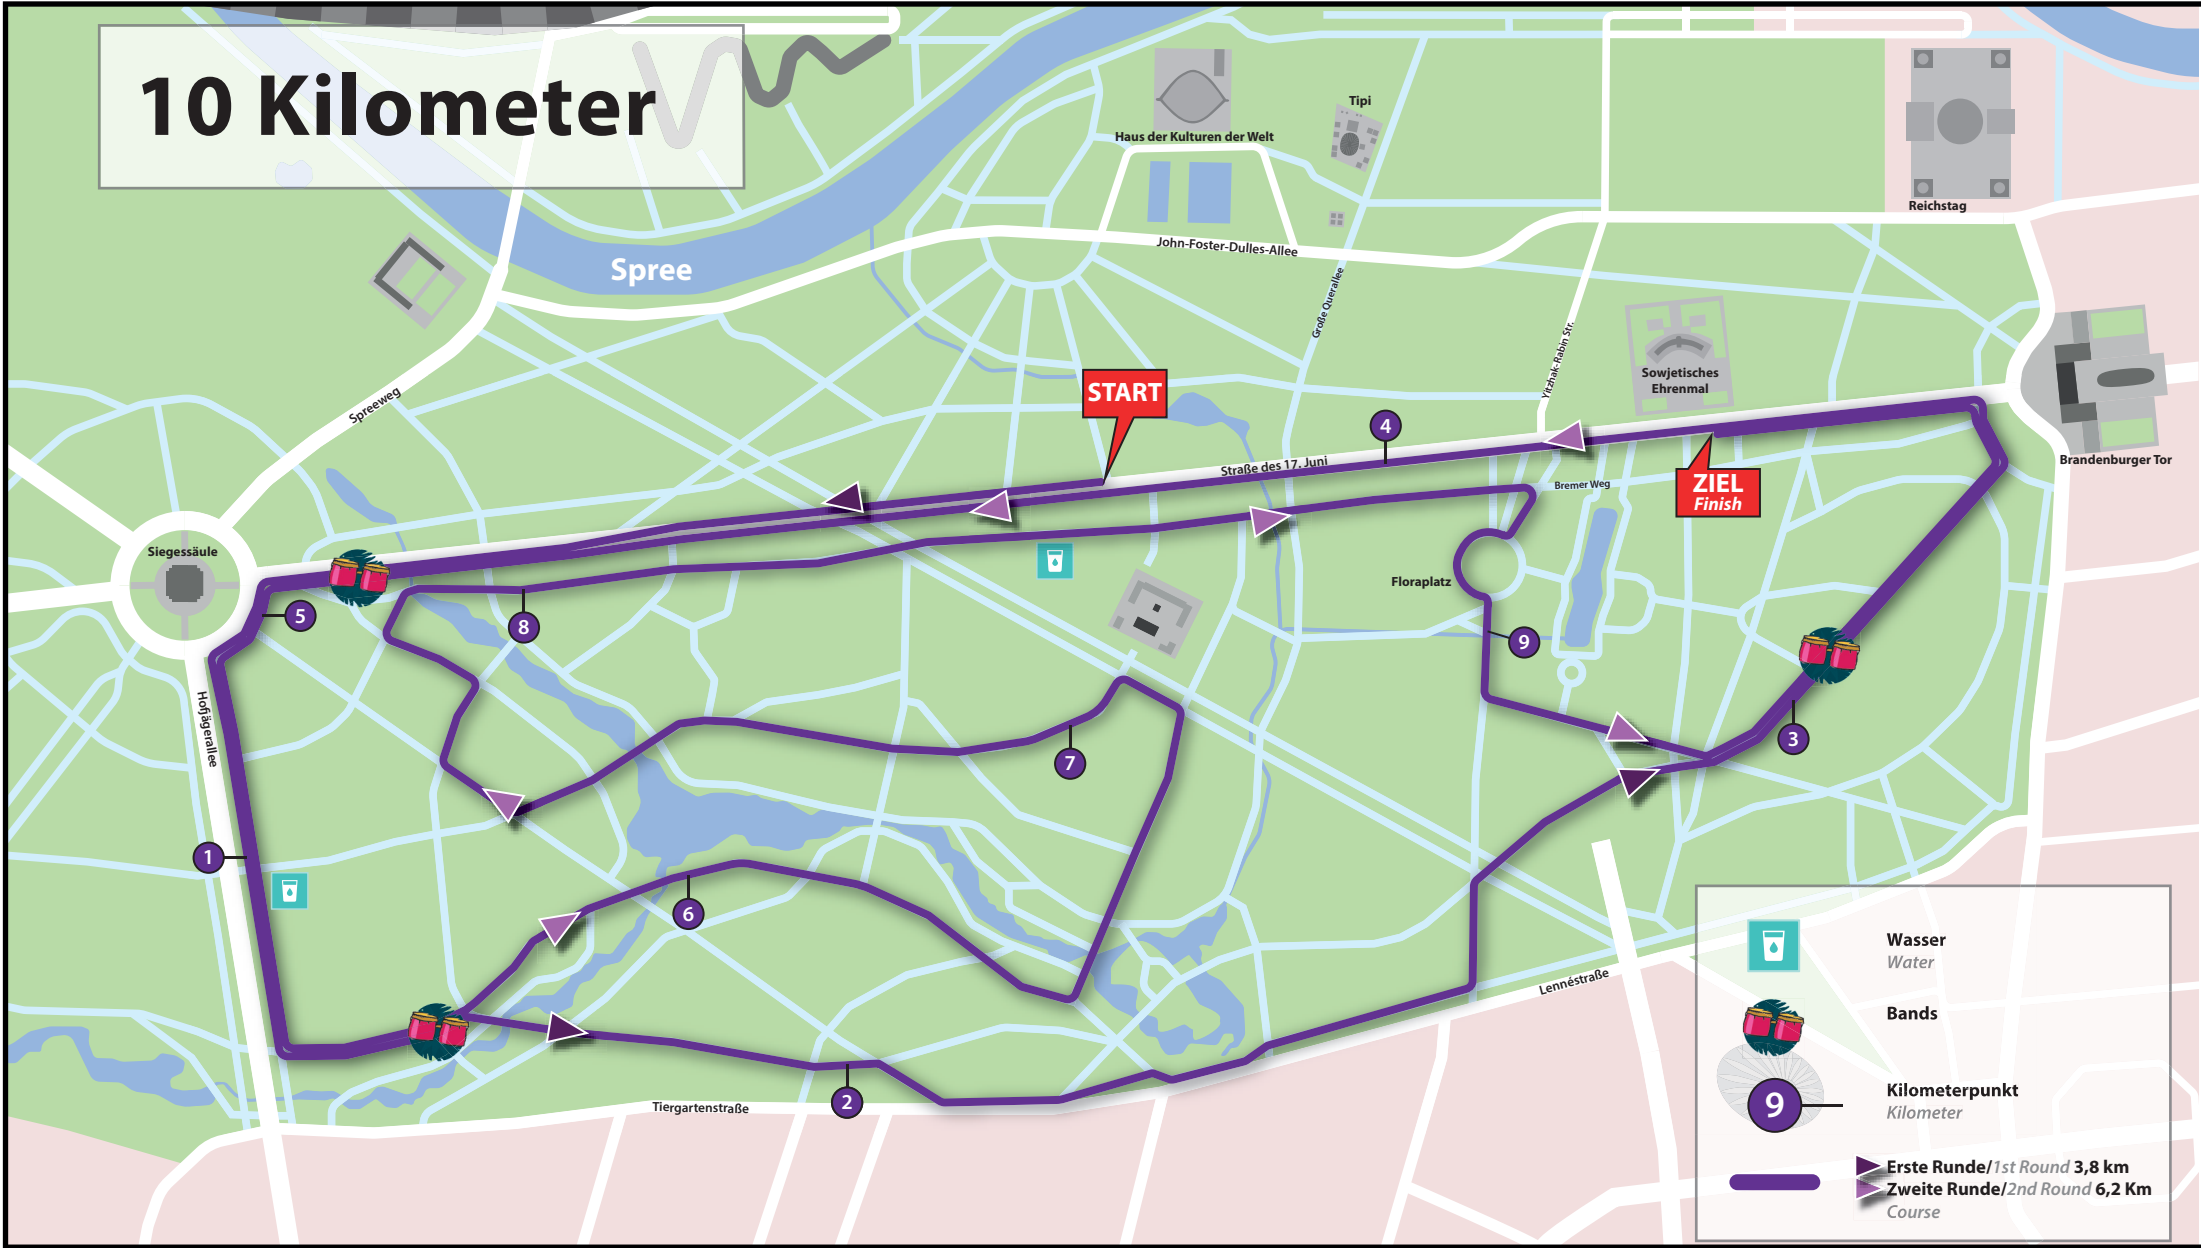 10 Kilometer
Tipi
Haus der Kulturen der Welt
Reichstag
John-Foster-Dulles-Allee
Spree
Große Querallee
Yitzhak-Rabin Str.
Sowjetisches
Ehrenmal
START
Spreeweg
4
Brandenburger Tor
Straße des 17. Juni
Bremer Weg
ZIEL
Finish
Siegessäule
Floraplatz
5
8
9
Hofjägerallee
7
3
1
6
Lennéstraße
2
Tiergartenstraße
Wasser
Water
Bands
9
Kilometerpunkt
Kilometer
Erste Runde/1st Round 3,8 km
Zweite Runde/2nd Round 6,2 Km
Course